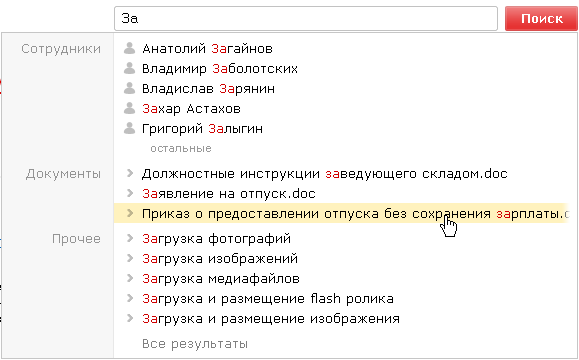 За Поиск
Сотрудники Анатолий Загайнов
Владимир Заболотских
Владислав Зарянин
Захар Астахов
Григорий Залыгин
остальные
Документы Должностные инструкции заведующего складом.doc
Заявление на отпуск.doc
Приказ о предоставлении отпуска без сохранения зарплаты.d
Прочее Загрузка фотографий
Загрузка изображений
Загрузка медиафайлов
Загрузка и размещение flash ролика
Загрузка и размещение изображения
Все результаты